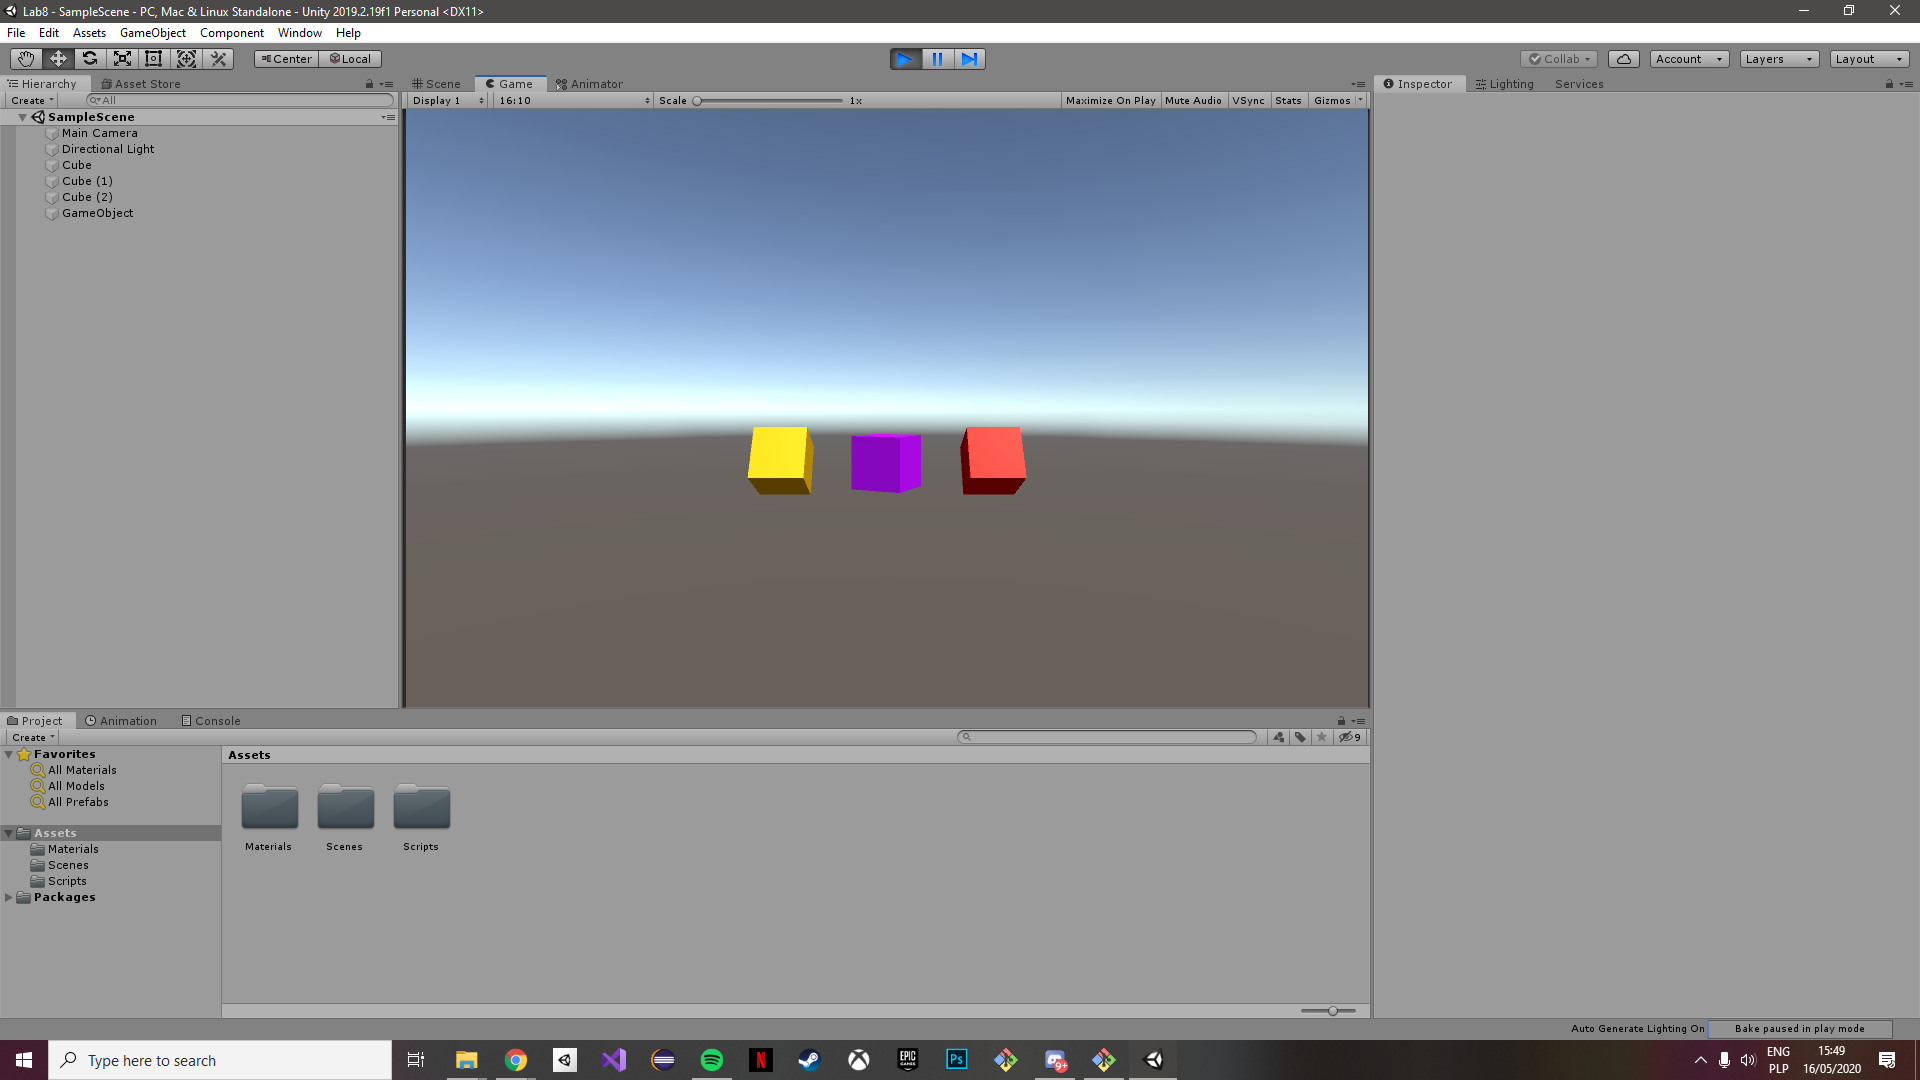 Lab8 - SampleScene - PC, Mac & Linux Standalone - Unity 2019.2.19f1 Personal <DX11>
File Edit Assets GameObject Component Window Help
Center Local Collab Account Layers Layout
Hierarchy Asset Store
Create All
SampleScene
Main Camera
Directional Light
Cube
Cube (1)
Cube (2)
GameObject
Scene Game Animator
Display 1 16:10 Scale 1x Maximize On Play Mute Audio VSync Stats Gizmos
Inspector Lighting Services
Project Animation Console
Create 9
Favorites
All Materials
All Models
All Prefabs
Assets
Materials
Scenes
Scripts
Packages
Assets
Materials Scenes Scripts
Auto Generate Lighting On Bake paused in play mode
Type here to search
EPIC
GAMES
Ps
9+
ENG
PLP
15:49
16/05/2020